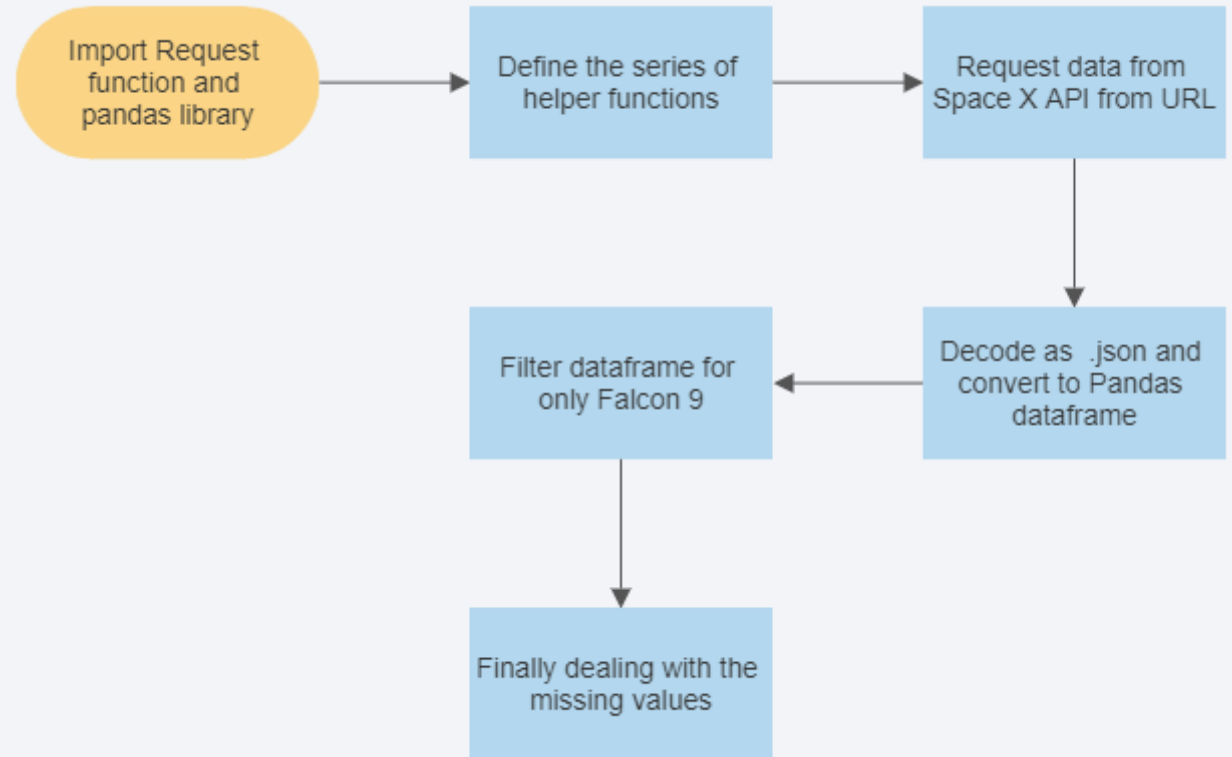 Import Request
function and
pandas library
Define the series of
helper functions
Request data from
Space X API from URL
Decode as .json and
convert to Pandas
dataframe
Filter dataframe for
only Falcon 9
Finally dealing with the
missing values